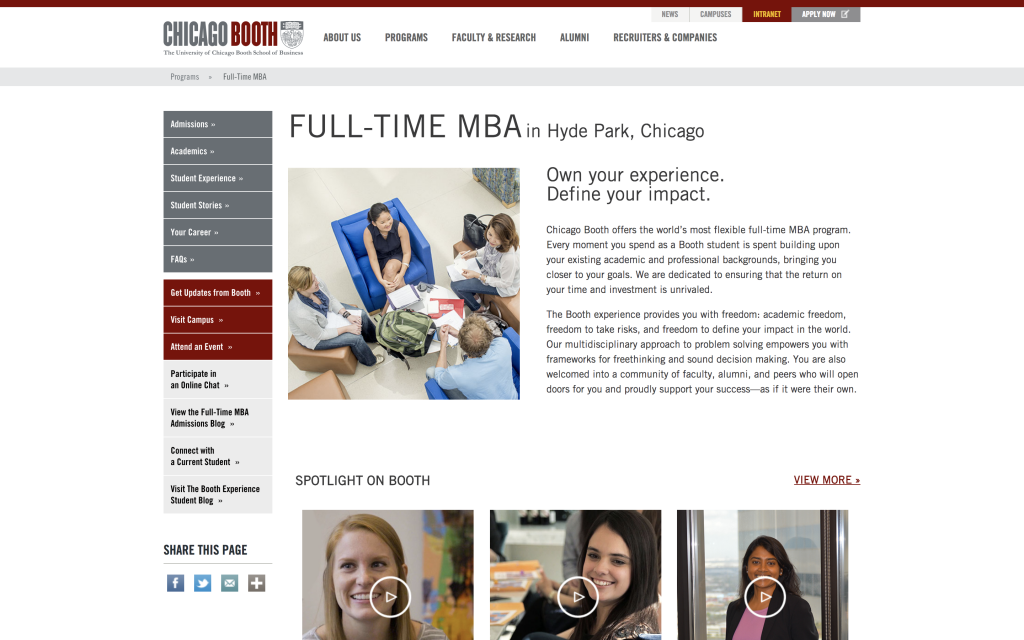 NEWS
CAMPUSES
INTRANET
APPLY NOW
CHICAGO BOOTH
The University of Chicago Booth School of Business
ABOUT US
PROGRAMS
FACULTY & RESEARCH
ALUMNI
RECRUITERS & COMPANIES
Programs
Full-Time MBA
Admissions »
Academics »
Student Experience »
Student Stories »
Your Career »
FAQs »
Get Updates from Booth »
Visit Campus »
Attend an Event »
Participate in
an Online Chat »
View the Full-Time MBA
Admissions Blog »
Connect with
a Current Student »
Visit The Booth Experience
Student Blog »
SHARE THIS PAGE
FULL-TIME MBA in Hyde Park, Chicago
Own your experience.
Define your impact.
Chicago Booth offers the world's most flexible full-time MBA program.
Every moment you spend as a Booth student is spent building upon
your existing academic and professional backgrounds, bringing you
closer to your goals. We are dedicated to ensuring that the return on
your time and investment is unrivaled.
The Booth experience provides you with freedom: academic freedom,
freedom to take risks, and freedom to define your impact in the world.
Our multidisciplinary approach to problem solving empowers you with
frameworks for freethinking and sound decision making. You are also
welcomed into a community of faculty, alumni, and peers who will open
doors for you and proudly support your success—as if it were their own.
SPOTLIGHT ON BOOTH
VIEW MORE »